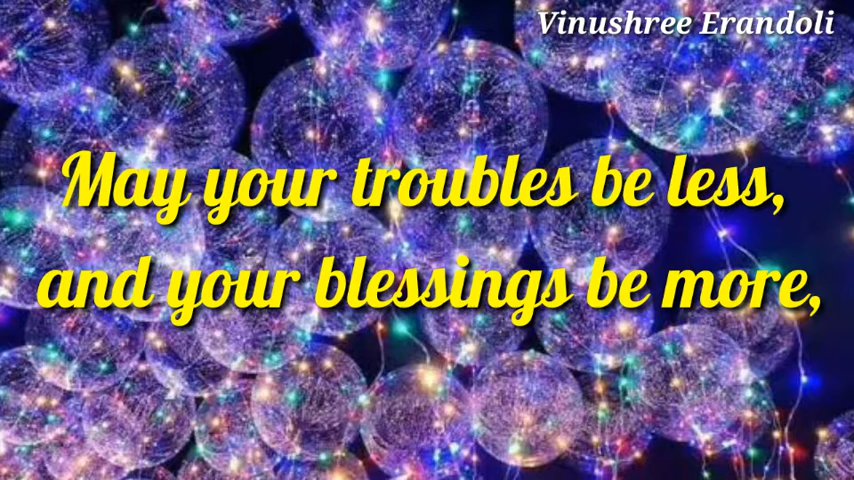 Vinushree Erandoli
May your troubles be less,
and your blessings be more,